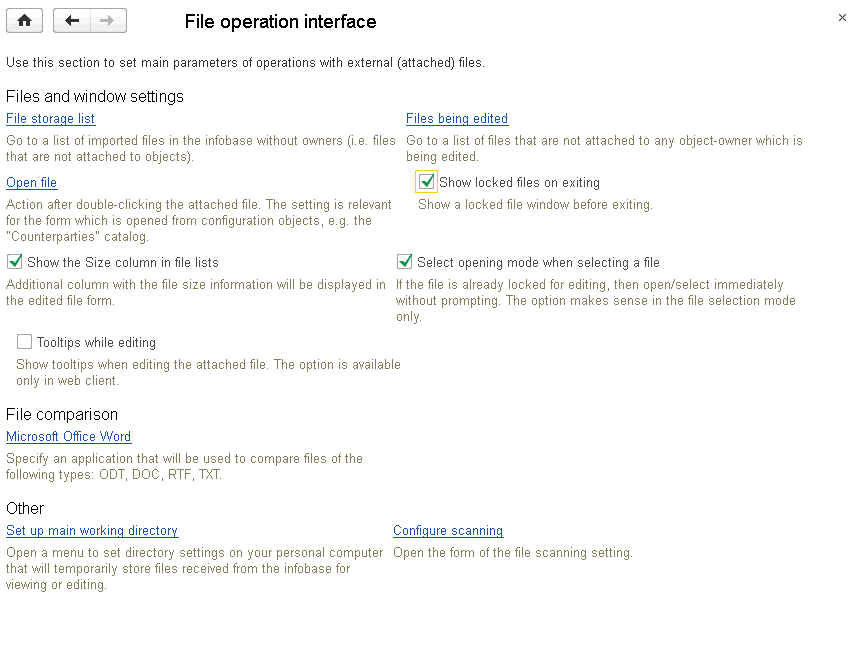 File operation interface
Use this section to set main parameters of operations with external (attached) files.
Files and window settings
File storage list
Go to a list of imported files in the infobase without owners (i.e. files
that are not attached to objects).
Files being edited
Go to a list of files that are not attached to any object-owner which is
being edited.
Open file
Action after double-clicking the attached file. The setting is relevant
for the form which is opened from configuration objects, e.g. the
"Counterparties" catalog.
Show locked files on exiting
Show a locked file window before exiting.
Show the Size column in file lists
Additional column with the file size information will be displayed in
the edited file form.
Select opening mode when selecting a file
If the file is already locked for editing, then open/select immediately
without prompting. The option makes sense in the file selection mode
only.
Tooltips while editing
Show tooltips when editing the attached file. The option is available
only in web client.
File comparison
Microsoft Office Word
Specify an application that will be used to compare files of the
following types: ODT, DOC, RTF, TXT.
Other
Set up main working directory
Open a menu to set directory settings on your personal computer
that will temporarily store files received from the infobase for
viewing or editing.
Configure scanning
Open the form of the file scanning setting.